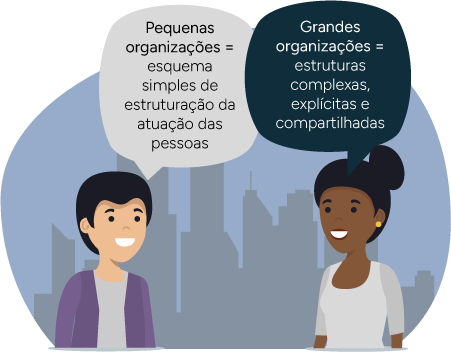 Pequenas
organizações =
esquema
simples de
estruturação da
atuação das
pessoas
Grandes
organizações =
estruturas
complexas,
explícitas e
compartilhadas